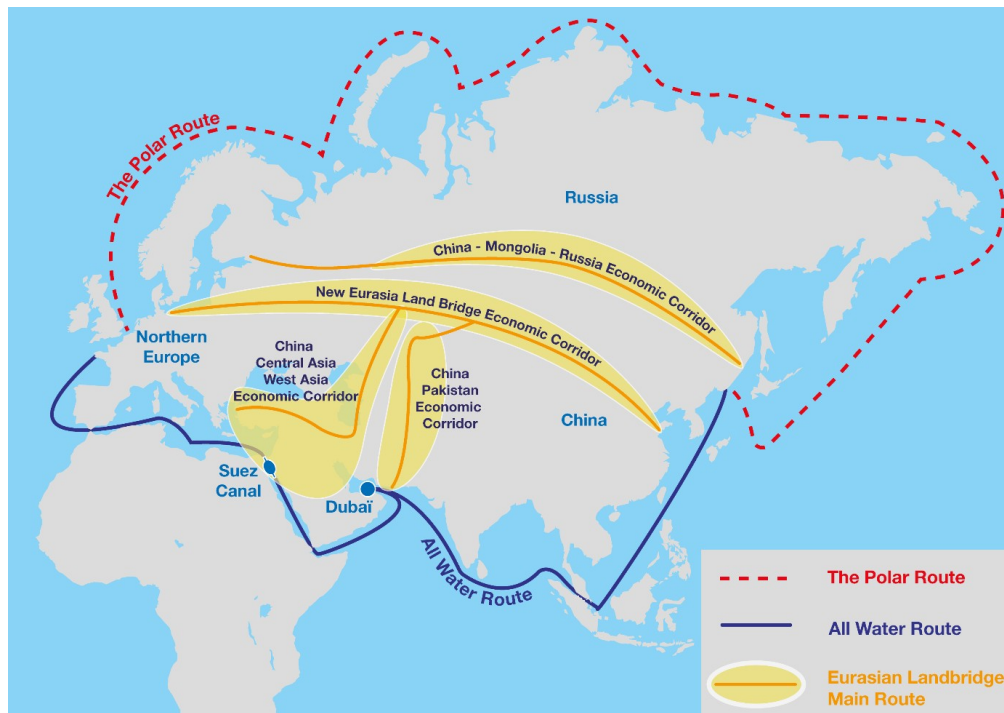 The Polar Route
Russia
China - Mongolia - Russia Economic Corridor
New Eurasia Land Bridge Economic Corridor
Northern
Europe
China
Central Asia
West Asia
Economic Corridor
China
Pakistan
Economic
Corridor
China
Suez
Canal
Dubaï
All Water Route
The Polar Route
All Water Route
Eurasian Landbridge
Main Route